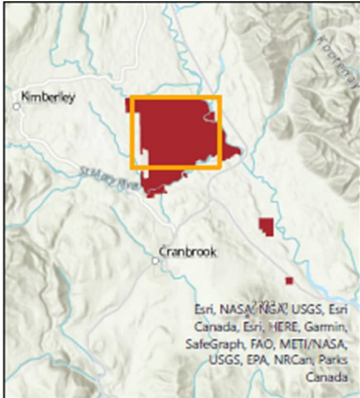 Kootenay
Kimberley
St Mary River
Cranbrook
Esri, NASA, NGA, USGS, Esri
Canada, Esri, HERE, Garmin,
SafeGraph, FAO, METI/NASA,
USGS, EPA, NRCan, Parks
Canada